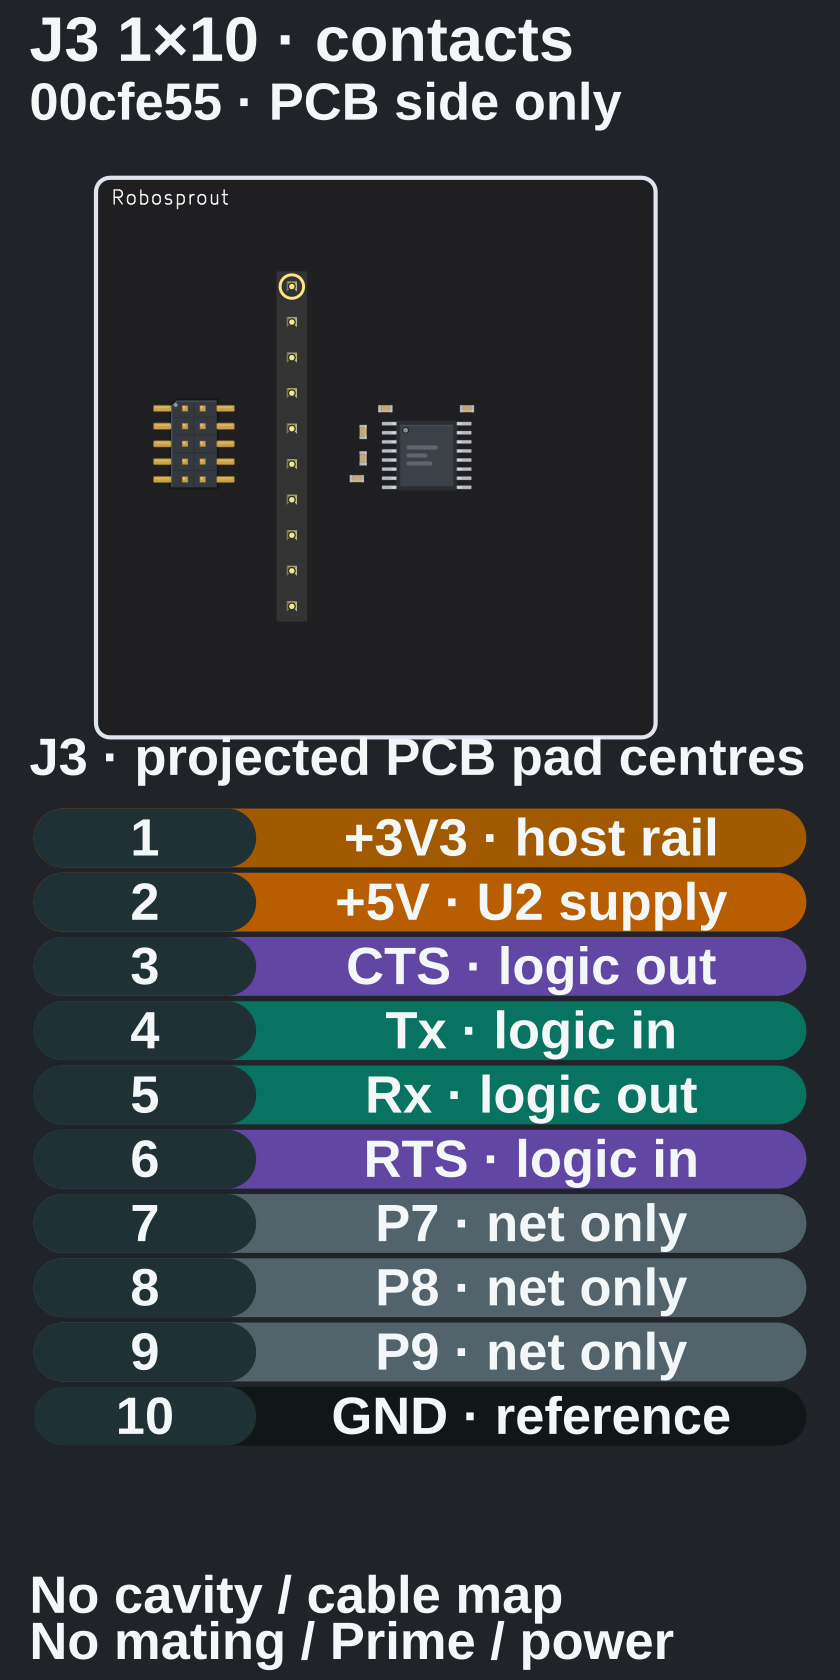 J3 1×10 · contacts
00cfe55 · PCB side only
Robosprout
J3 · projected PCB pad centres
1 +3V3 · host rail
2 +5V · U2 supply
3 CTS · logic out
4 Tx · logic in
5 Rx · logic out
6 RTS · logic in
7 P7 · net only
8 P8 · net only
9 P9 · net only
10 GND · reference
No cavity / cable map
No mating / Prime / power